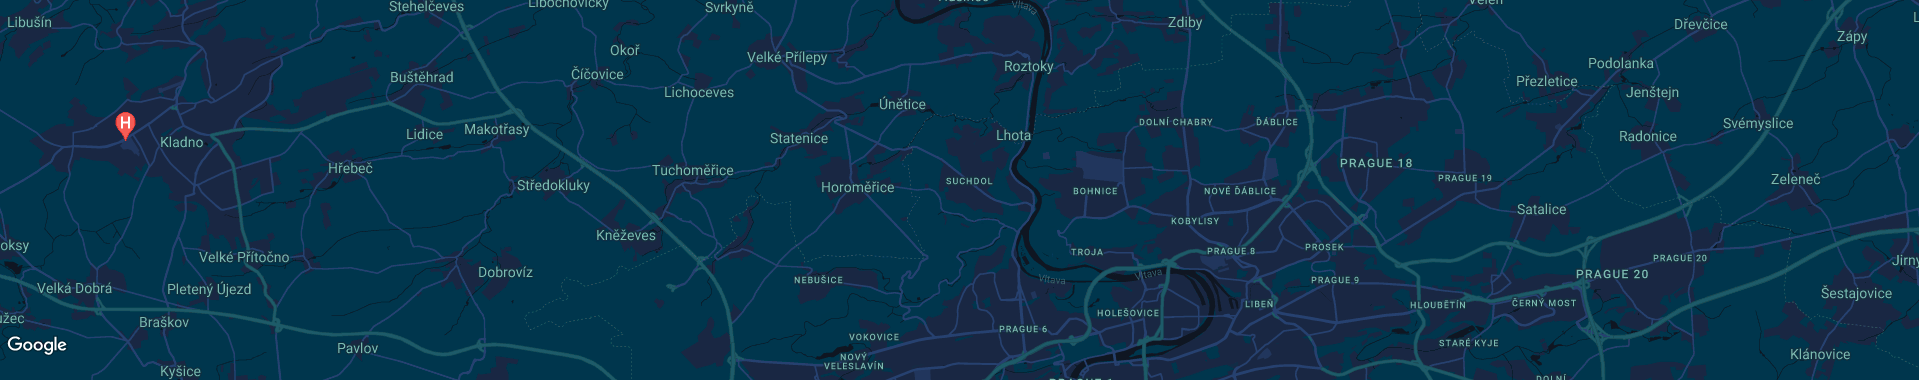 Stehelčeves
Svrkyně
Vltava
Libušín
Zdiby
Dřevčice
Zápy
Okoř
Velké Přílepy
Roztoky
Podolanka
Buštěhrad
Číčovice
Přezletice
Lichoceves
Jenštejn
Únětice
H
DOLNÍ CHABRY
ĎÁBLICE
Svémyslice
Kladno
Lidice
Makotřasy
Statenice
Lhota
Radonice
Hřebeč
Tuchoměřice
PRAGUE 18
Středokluky
Horoměřice
SUCHDOL
BOHNICE
NOVÉ ĎÁBLICE
PRAGUE 19
Zeleneč
Satalice
KOBYLISY
Kněževes
oksy
Velké Přítočno
TROJA
PRAGUE 8
PROSEK
PRAGUE 20
Jirny
Dobrovíz
NEBUŠICE
Vltava
Vltava
PRAGUE 9
PRAGUE 20
Velká Dobrá
Pletený Újezd
LIBEŇ
HLOUBĚTÍN
ČERNÝ MOST
Šestajovice
užec
Braškov
HOLEŠOVICE
PRAGUE 6
VOKOVICE
Google
Pavlov
NOVÝ
VELESLAVÍN
STARÉ KYJE
Klánovice
Kyšice
DOLNÍ